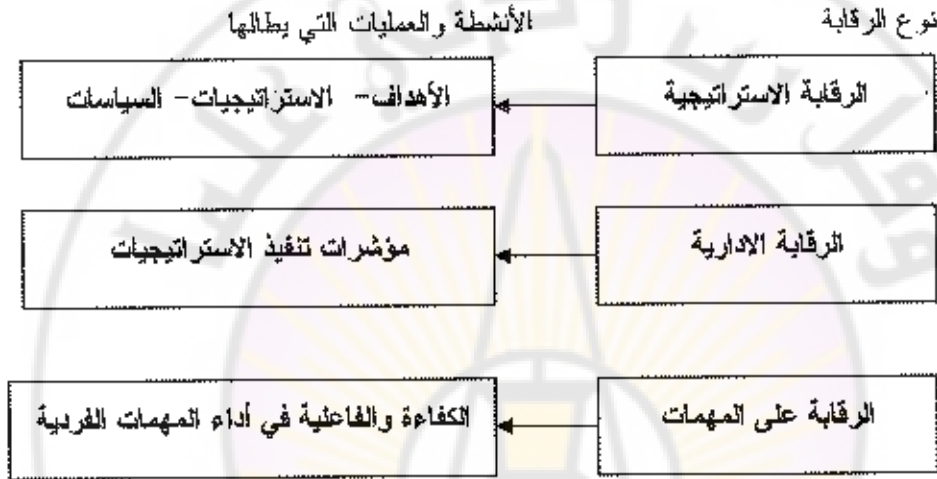 نوع الرقابة
الأنشطة والعمليات التي يطالها
الرقابة الاستراتيجية
الأهداف- الاستراتيجيات- السياسات
الرقابة الادارية
مؤشرات تنفيذ الاستراتيجيات
الرقابة على المهمات
الكفاءة والفاعلية في أداء المهمات الفردية